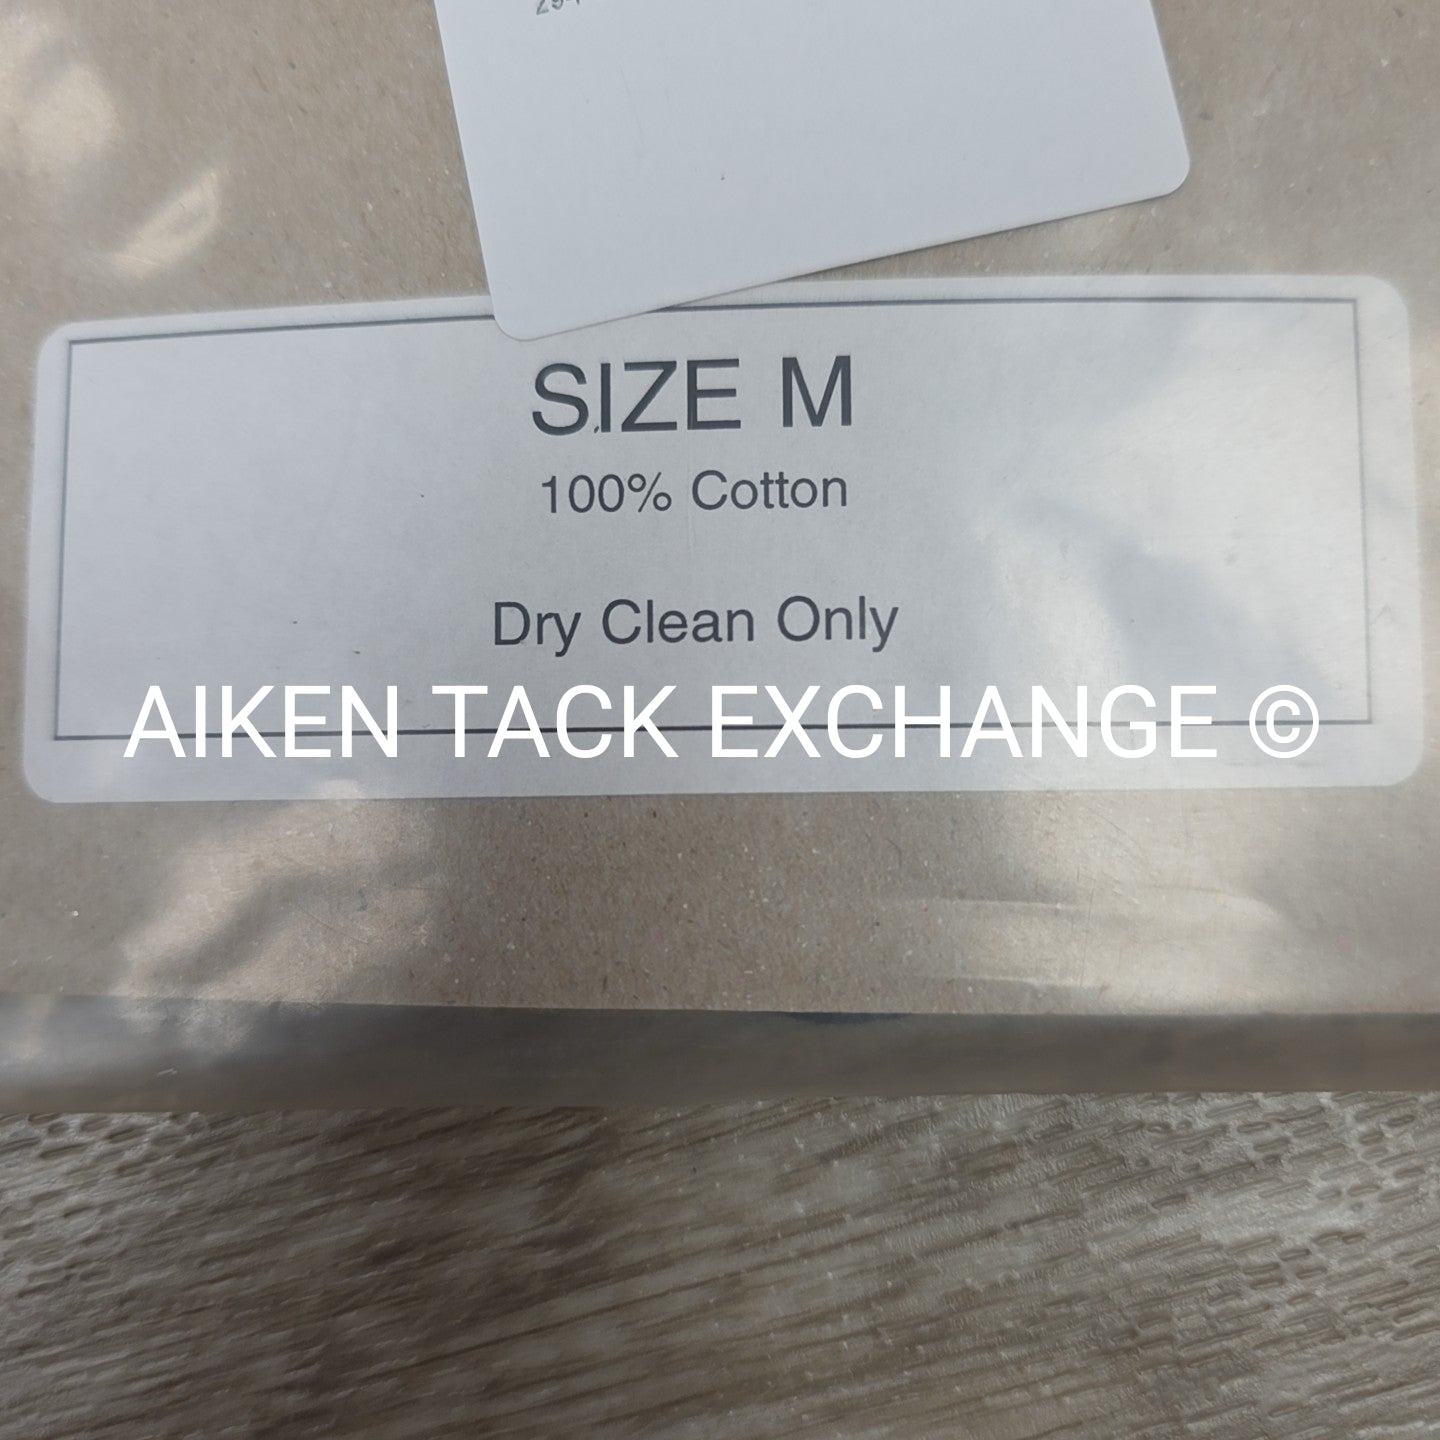 SIZE M
100% Cotton
Dry Clean Only
AIKEN TACK EXCHANGE ©